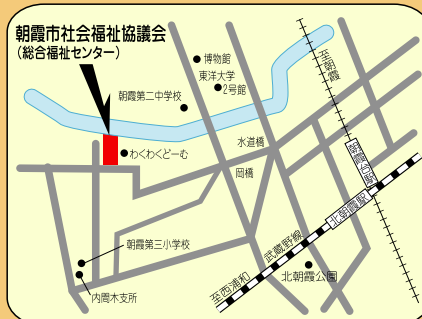 朝霞市社会福祉協議会
(総合福祉センター)
博物館
東洋大学
2号館
至朝霞
朝霞第二中学校
わくわくどーむ
水道橋
岡橋
朝霞台駅
北朝霞駅
武蔵野線
朝霞第三小学校
内間木支所
北朝霞公園
至西浦和